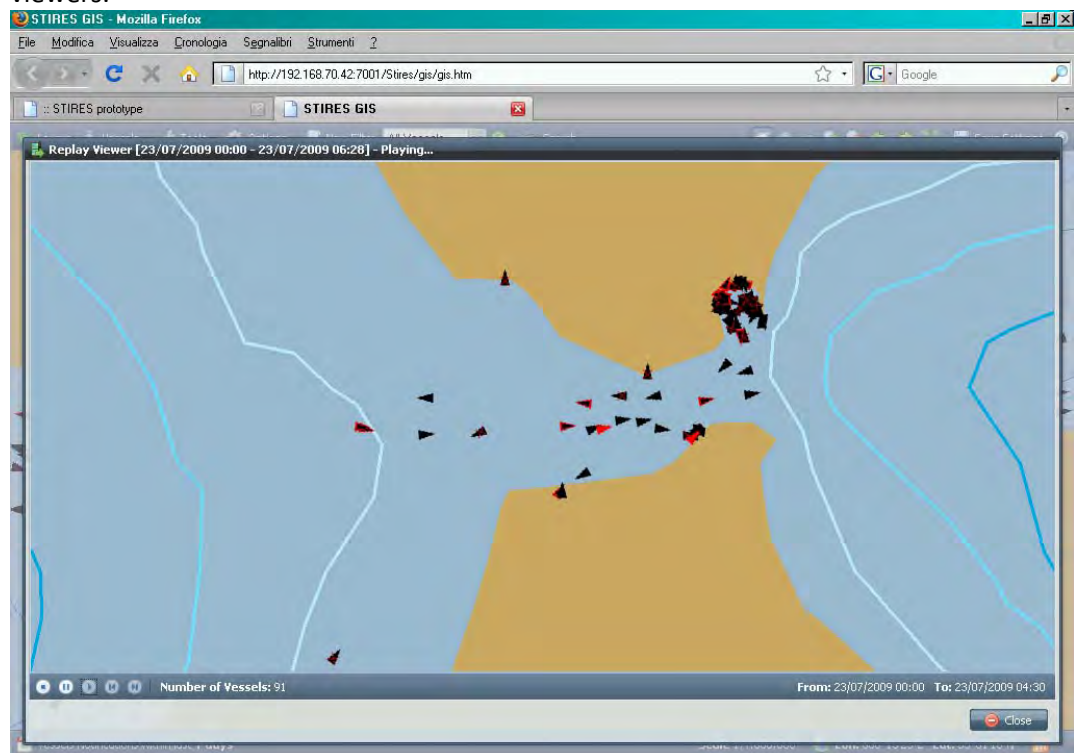 viewers.
STIRES GIS - Mozilla Firefox
File Modifica Visualizza Cronologia Segnalibri Strumenti ?
http://192.168.70.42:7001/Stires/gis/gis.htm
Google
:: STIRES prototype
STIRES GIS
Replay Viewer [23/07/2009 00:00 - 23/07/2009 06:28] - Playing...
Number of Vessels: 91
From: 23/07/2009 00:00 To: 23/07/2009 04:30
Close